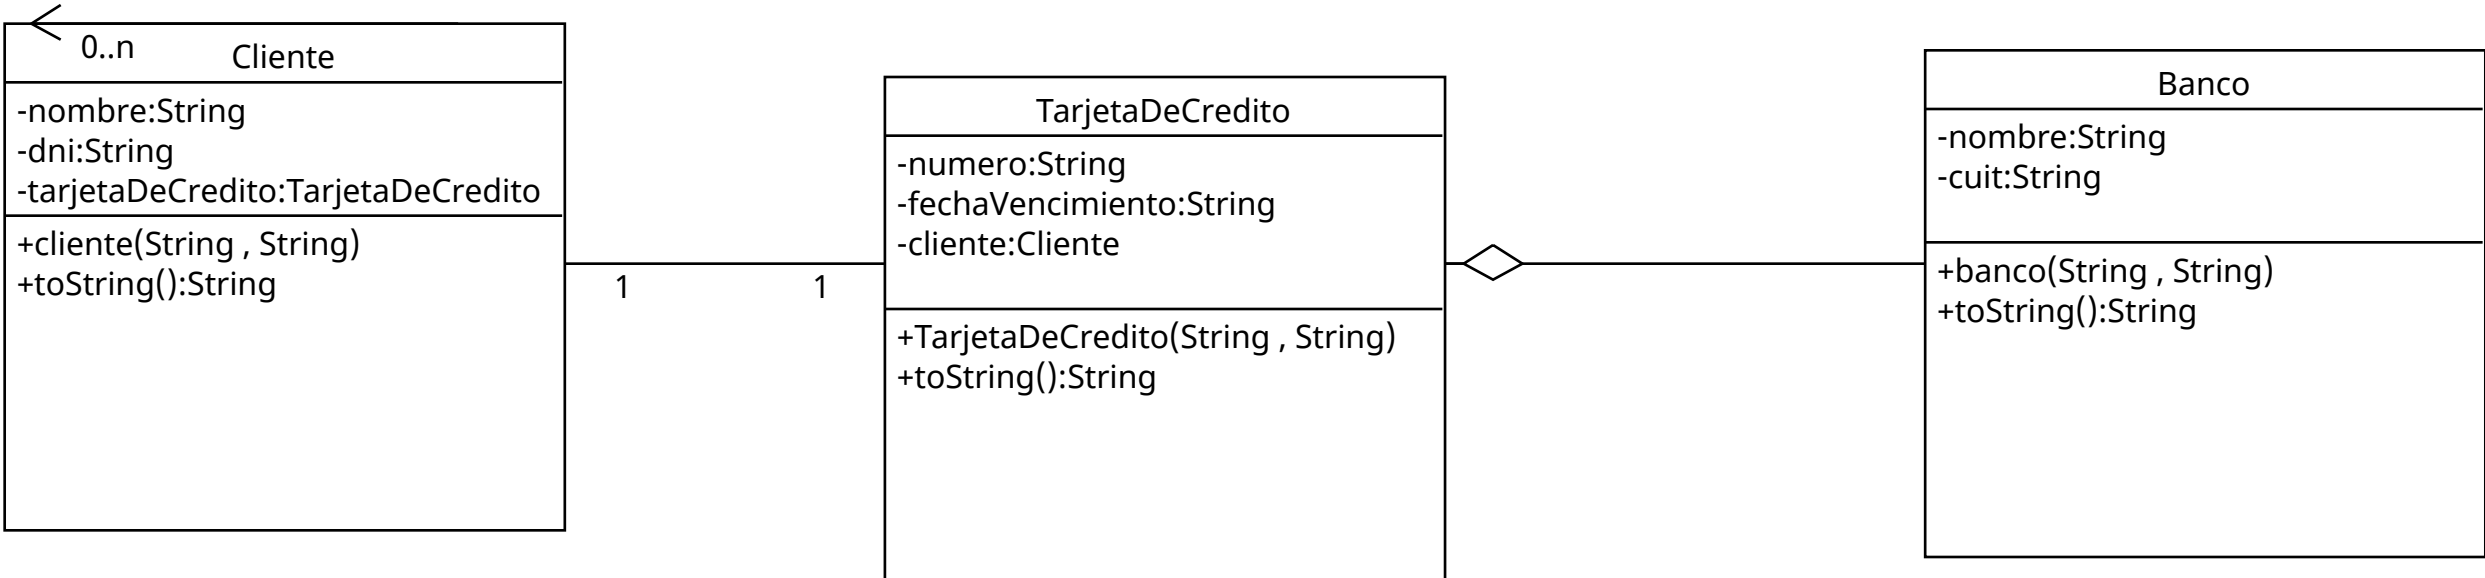 0..n
Cliente
-nombre:String
-dni:String
-tarjetaDeCredito:TarjetaDeCredito
+cliente(String , String)
+toString():String
1
1
TarjetaDeCredito
-numero:String
-fechaVencimiento:String
-cliente:Cliente
+TarjetaDeCredito(String , String)
+toString():String
Banco
-nombre:String
-cuit:String
+banco(String , String)
+toString():String